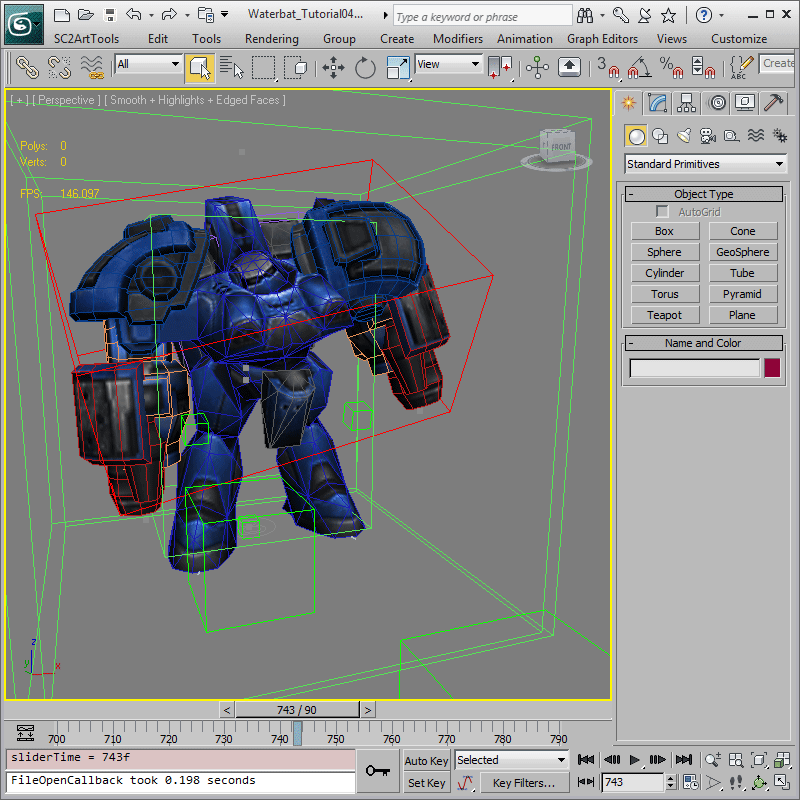 Waterbat_Tutorial04...
Type a keyword or phrase
SC2ArtTools Edit Tools Rendering Group Create Modifiers Animation Graph Editors Views Customize
All
View
3
%
ABC
Create
[ + ] [ Perspective ] [ Smooth + Highlights + Edged Faces ]
Polys: 0
Verts: 0
FPS: 146.097
FRONT
Standard Primitives
- Object Type
AutoGrid
Box Cone
Sphere GeoSphere
Cylinder Tube
Torus Pyramid
Teapot Plane
- Name and Color
z
y
x
< 743 / 90 >
700 710 720 730 740 750 760 770 780 790
sliderTime = 743f
FileOpenCallback took 0.198 seconds
Auto Key Selected
Set Key Key Filters...
743